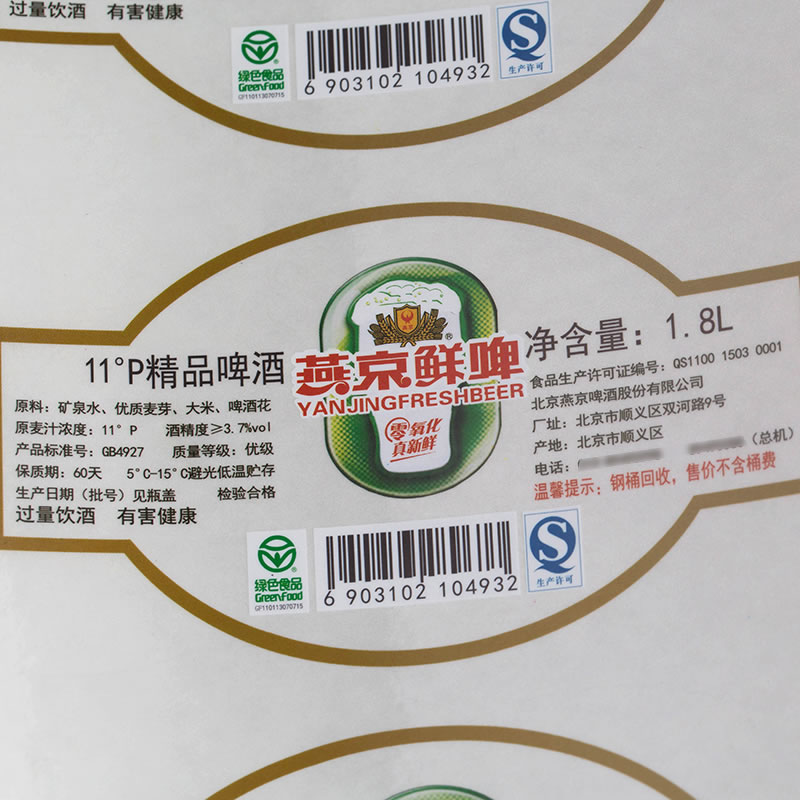 过量饮酒 有害健康
绿色食品
GreenFood
GF110113070715
6 903102 104932
QS
生产许可
11°P精品啤酒
原料：矿泉水、优质麦芽、大米、啤酒花
原麦汁浓度：11°P 酒精度≥3.7%vol
产品标准号：GB4927 质量等级：优级
保质期：60天 5°C-15°C避光低温贮存
生产日期（批号）见瓶盖 检验合格
过量饮酒 有害健康
燕京鲜啤
YANJINGFRESHBEER
零氧化
真新鲜
净含量：1.8L
食品生产许可证编号：QS1100 1503 0001
北京燕京啤酒股份有限公司
厂址：北京市顺义区双河路9号
产地：北京市顺义区
电话： （总机）
温馨提示：钢桶回收，售价不含桶费
绿色食品
GreenFood
GF110113070715
6 903102 104932
QS
生产许可